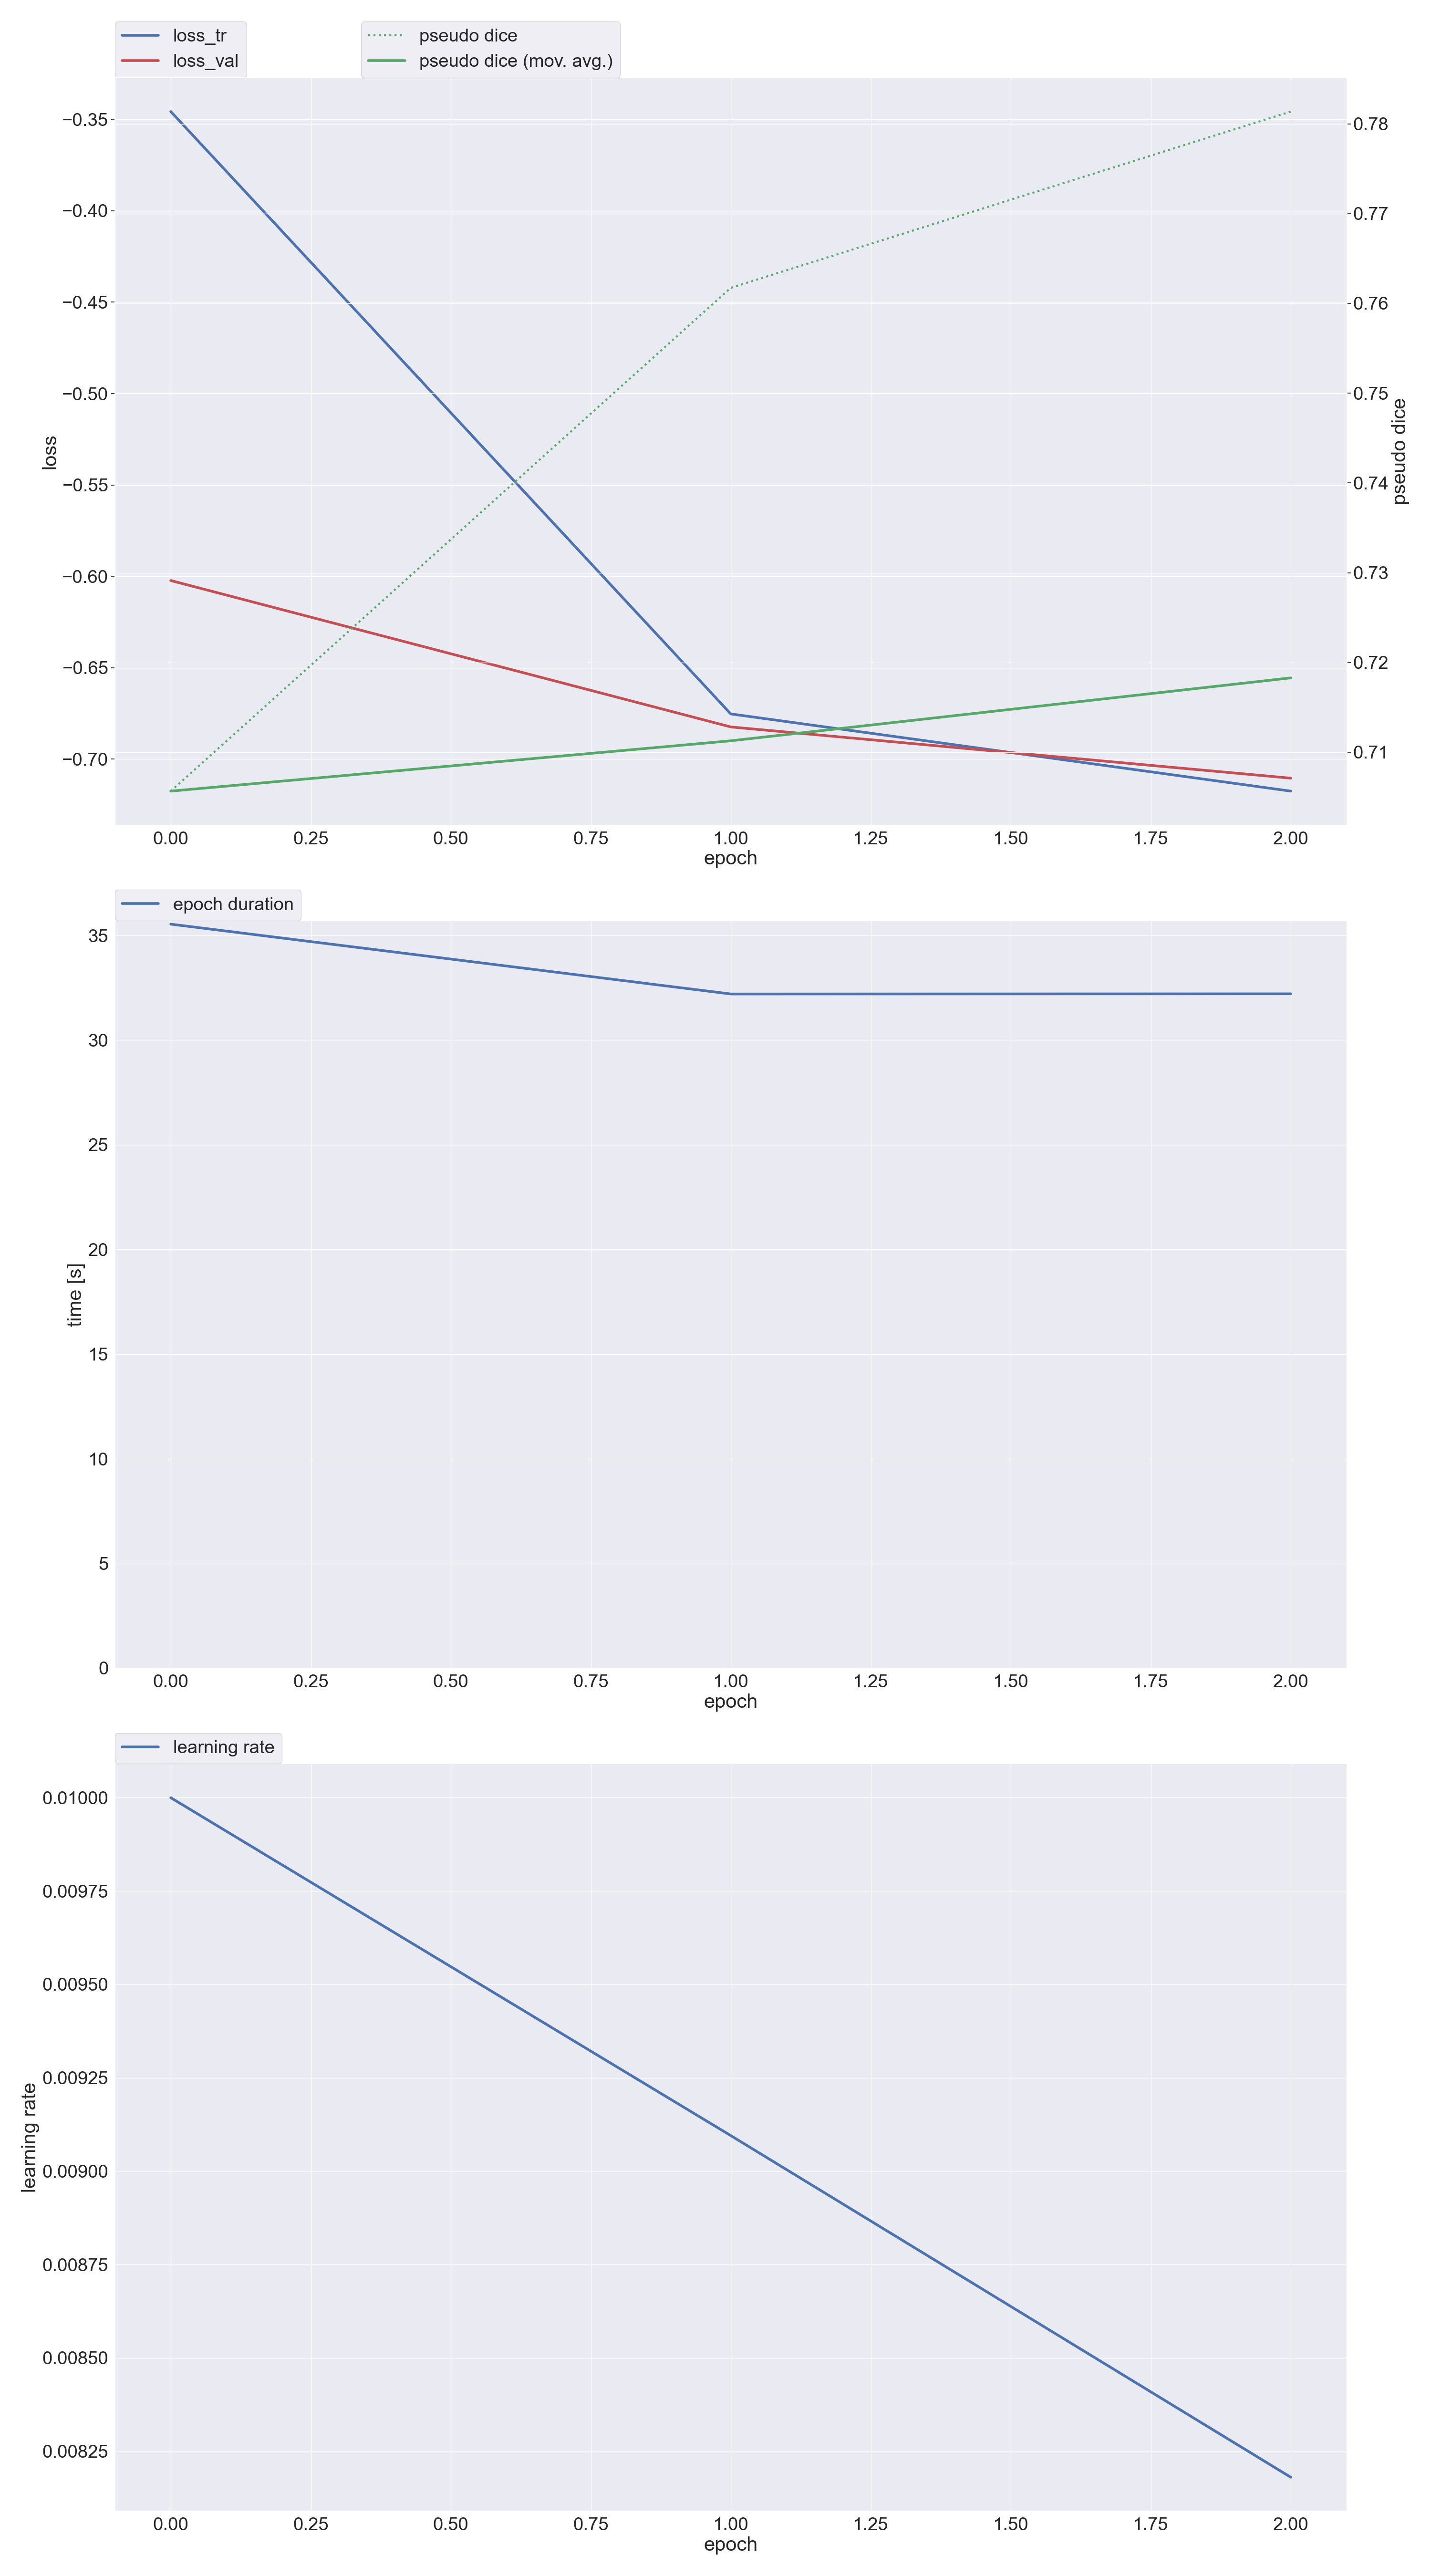 loss_tr
loss_val
pseudo dice
pseudo dice (mov. avg.)
−0.35
−0.40
−0.45
−0.50
−0.55
−0.60
−0.65
−0.70
loss
0.78
0.77
0.76
0.75
0.74
0.73
0.72
0.71
pseudo dice
0.00 0.25 0.50 0.75 1.00 1.25 1.50 1.75 2.00
epoch
epoch duration
35
30
25
20
15
10
5
0
time [s]
0.00 0.25 0.50 0.75 1.00 1.25 1.50 1.75 2.00
epoch
learning rate
0.01000
0.00975
0.00950
0.00925
0.00900
0.00875
0.00850
0.00825
learning rate
0.00 0.25 0.50 0.75 1.00 1.25 1.50 1.75 2.00
epoch